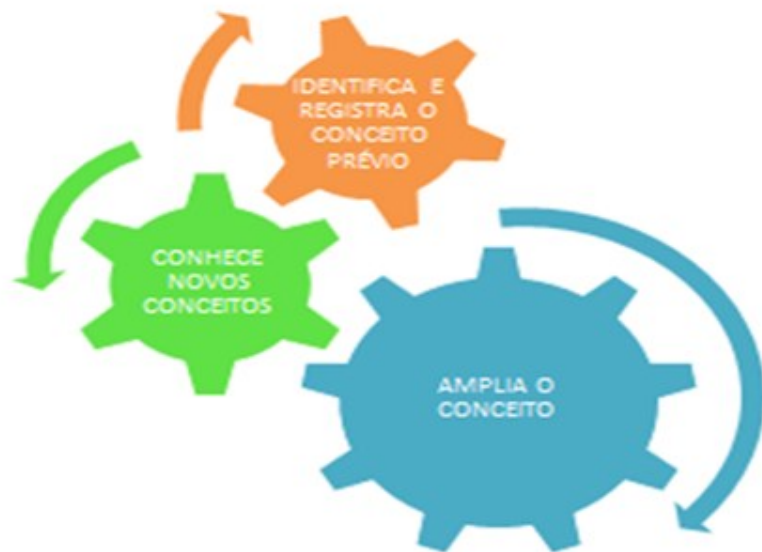 IDENTIFICA E
REGISTRA O
CONCEITO
PRÉVIO
CONHECE
NOVOS
CONCEITOS
AMPLIA O
CONCEITO